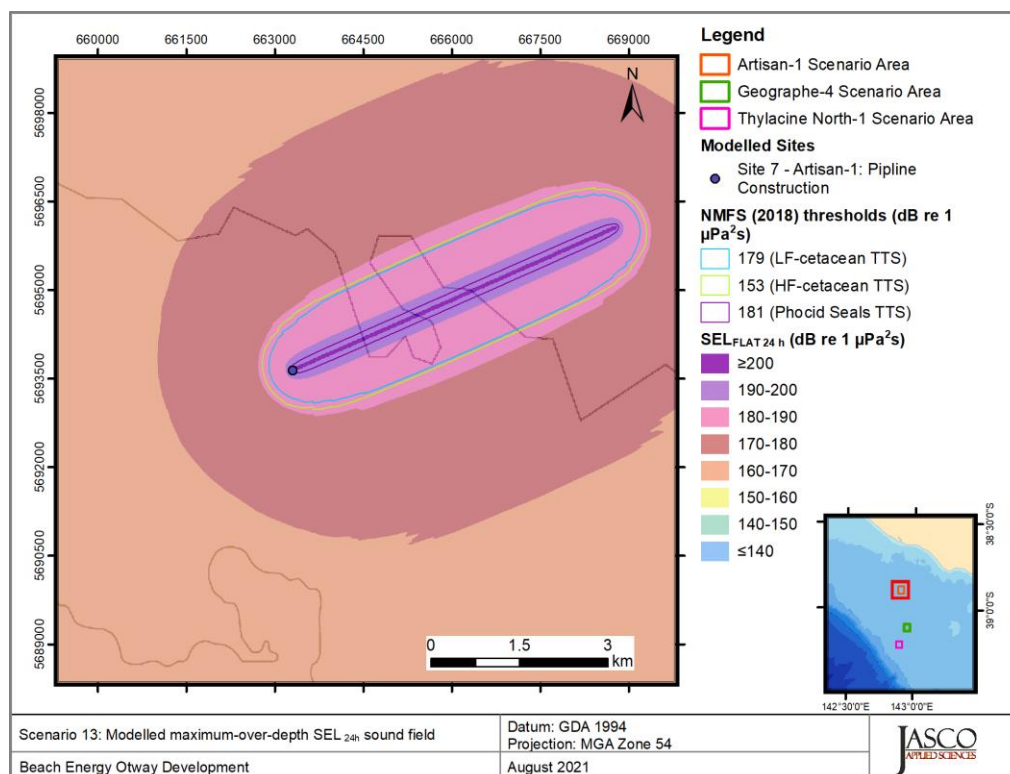 660000 661500 663000 664500 666000 667500 669000
5698000
5696500
5695000
5693500
5692000
5690500
5689000
N
0 1.5 3
km
Legend
Artisan-1 Scenario Area
Geographe-4 Scenario Area
Thylacine North-1 Scenario Area
Modelled Sites
Site 7 - Artisan-1: Pipline
Construction
NMFS (2018) thresholds (dB re 1
µPa²s)
179 (LF-cetacean TTS)
153 (HF-cetacean TTS)
181 (Phocid Seals TTS)
SELFLAT 24 h (dB re 1 µPa²s)
≥200
190-200
180-190
170-180
160-170
150-160
140-150
≤140
38°30'0"S
39°0'0"S
142°30'0"E 143°0'0"E
Scenario 13: Modelled maximum-over-depth SEL 24h sound field
Beach Energy Otway Development
Datum: GDA 1994
Projection: MGA Zone 54
August 2021
JASCO
APPLIED SCIENCES